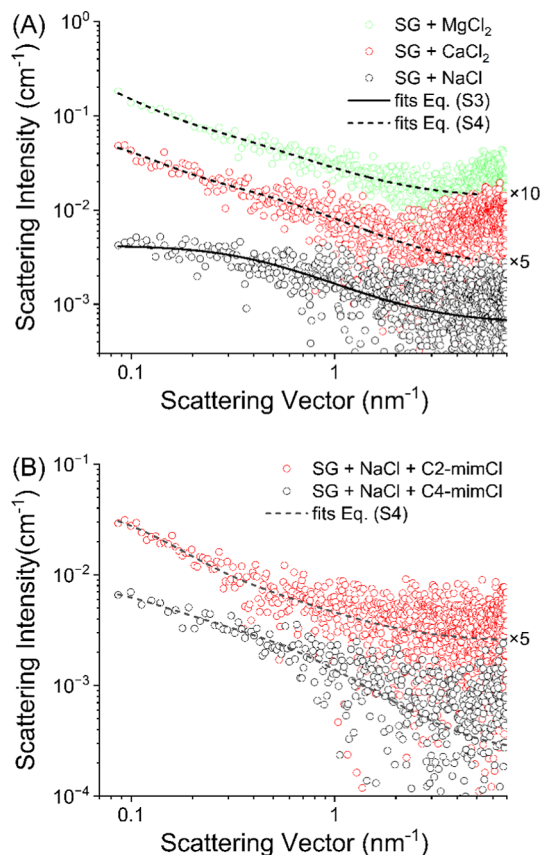 (A)
10⁰
10⁻¹
10⁻²
10⁻³
Scattering Intensity (cm⁻¹)
SG + MgCl₂
SG + CaCl₂
SG + NaCl
fits Eq. (S3)
fits Eq. (S4)
×10
×5
0.1
1
Scattering Vector (nm⁻¹)
(B)
10⁻¹
10⁻²
10⁻³
10⁻⁴
Scattering Intensity(cm⁻¹)
SG + NaCl + C2-mimCl
SG + NaCl + C4-mimCl
fits Eq. (S4)
×5
0.1
1
Scattering Vector (nm⁻¹)